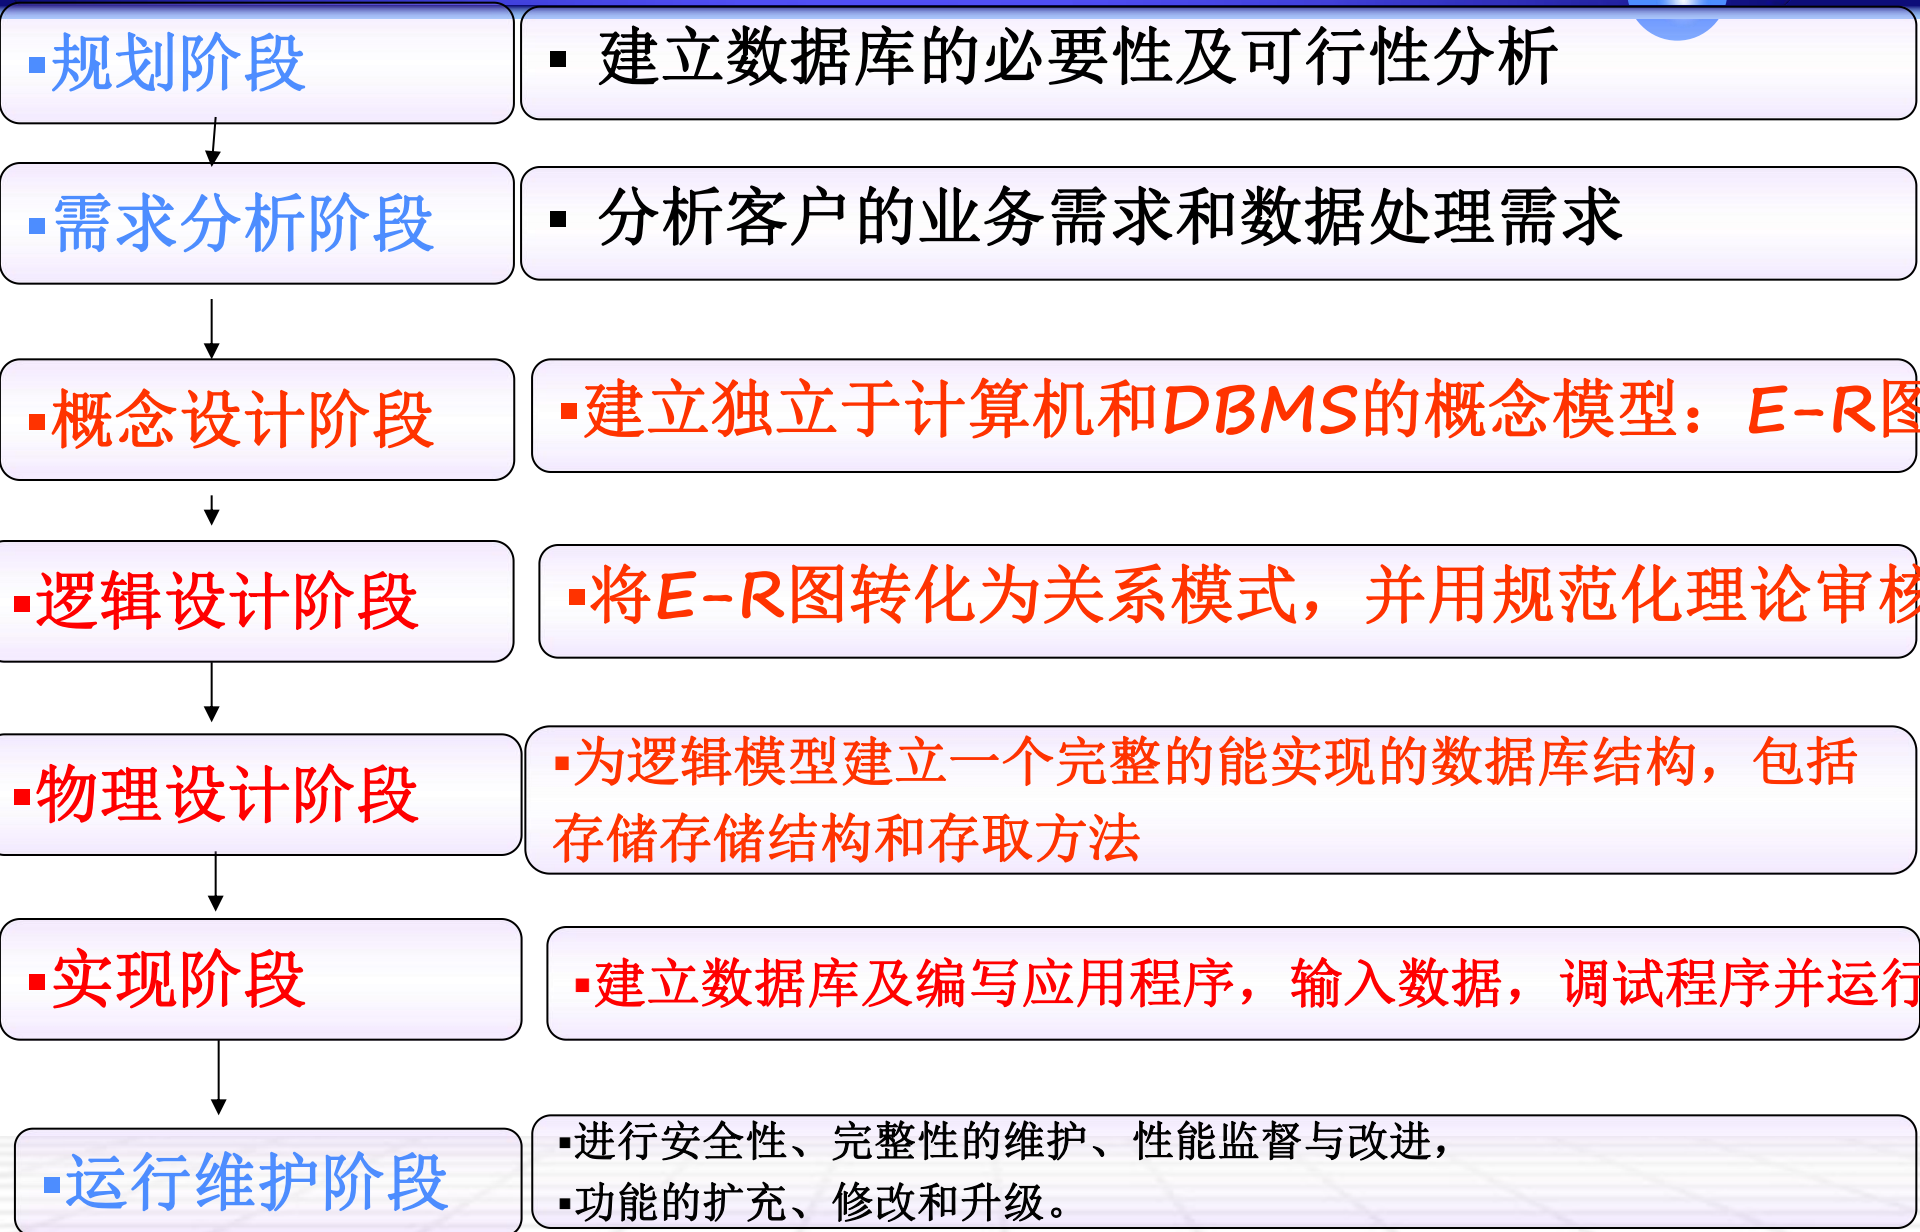 ▪规划阶段
▪ 建立数据库的必要性及可行性分析
▪需求分析阶段
▪ 分析客户的业务需求和数据处理需求
▪概念设计阶段
▪建立独立于计算机和DBMS的概念模型：E-R图
▪逻辑设计阶段
▪将E-R图转化为关系模式，并用规范化理论审核
▪物理设计阶段
▪为逻辑模型建立一个完整的能实现的数据库结构，包括
存储存储结构和存取方法
▪实现阶段
▪建立数据库及编写应用程序，输入数据，调试程序并运行
▪运行维护阶段
▪进行安全性、完整性的维护、性能监督与改进，
▪功能的扩充、修改和升级。